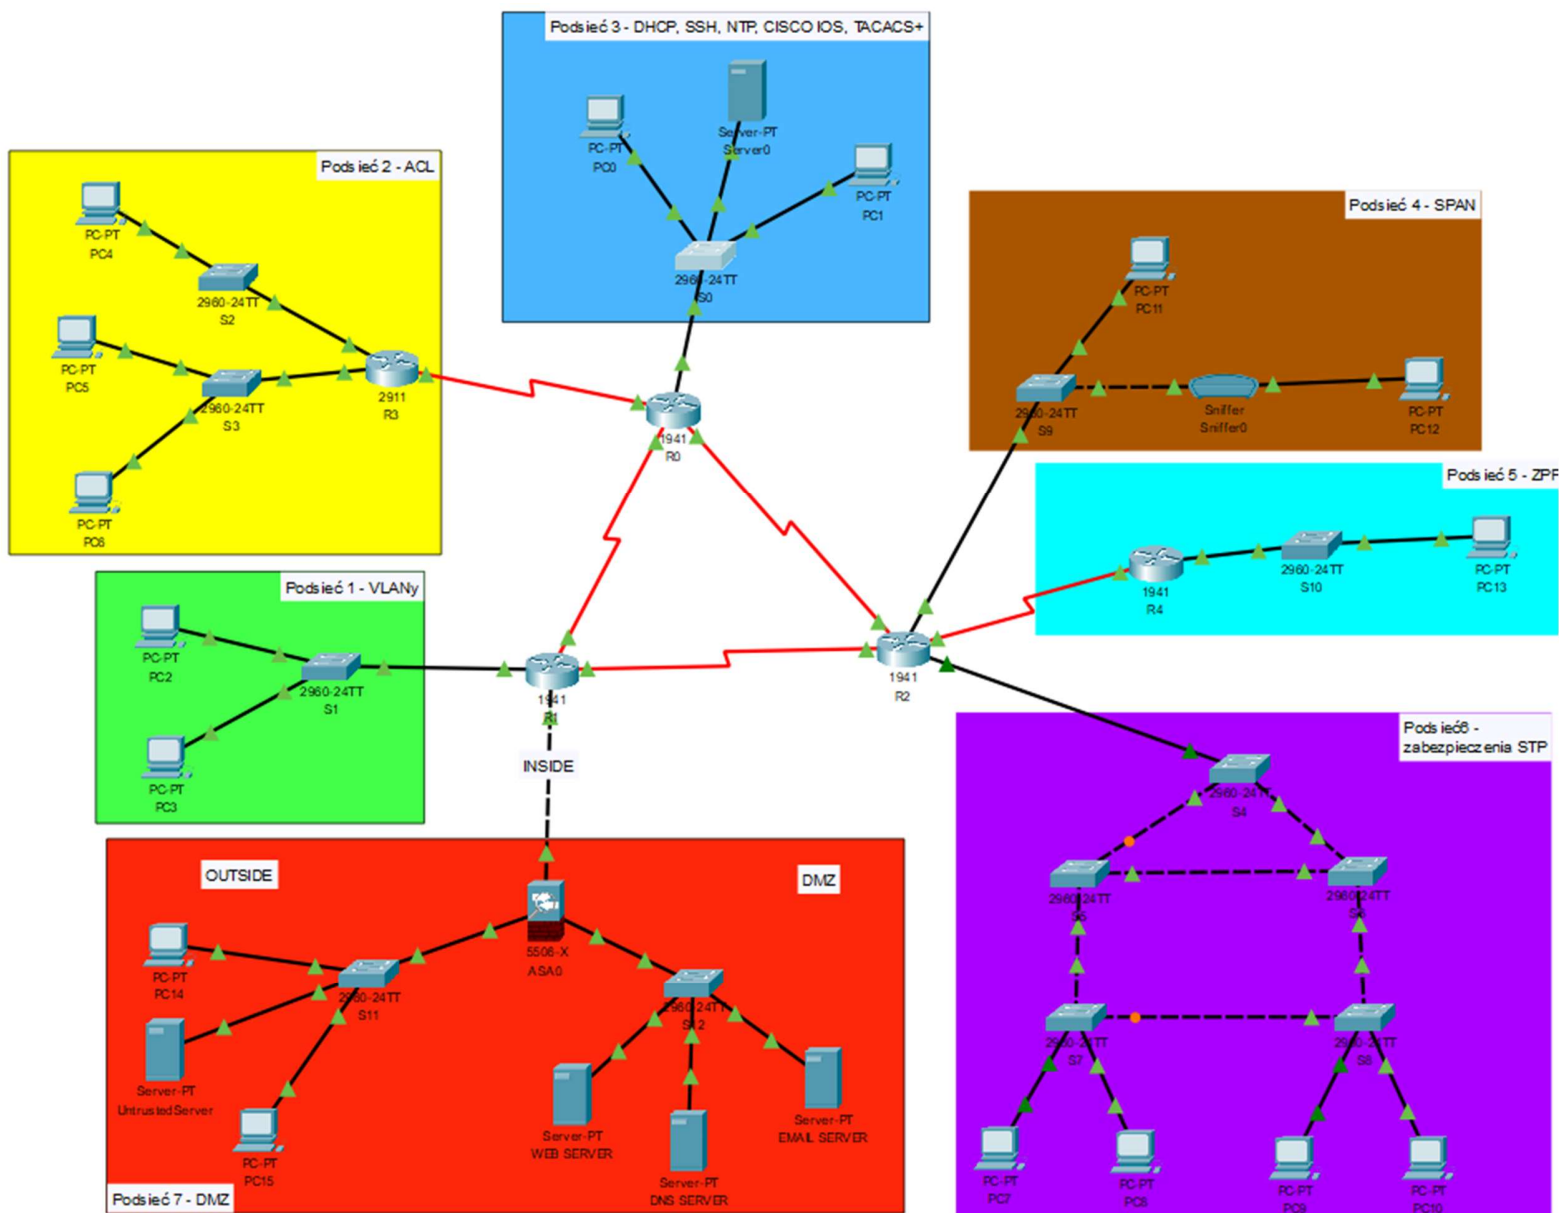 Podsieć 3 - DHCP, SSH, NTP, CISCO IOS, TACACS+
PC-PT
PC0
Server-PT
Server0
PC-PT
PC1
2960-24TT
S0
Podsieć 2 - ACL
PC-PT
PC4
2960-24TT
S2
PC-PT
PC5
2960-24TT
S3
PC-PT
PC6
2911
R3
1941
R0
Podsieć 4 - SPAN
PC-PT
PC11
2960-24TT
S9
Sniffer
Sniffer0
PC-PT
PC12
Podsieć 5 - ZPF
1941
R4
2960-24TT
S10
PC-PT
PC13
Podsieć 1 - VLANy
PC-PT
PC2
2960-24TT
S1
PC-PT
PC3
1941
R1
1941
R2
INSIDE
Podsieć6 -
zabezpieczenia STP
2960-24TT
S4
2960-24TT
S5
2960-24TT
S6
2960-24TT
S7
2960-24TT
S8
PC-PT
PC7
PC-PT
PC8
PC-PT
PC9
PC-PT
PC10
OUTSIDE
DMZ
5506-X
ASA0
PC-PT
PC14
2960-24TT
S11
2960-24TT
S12
Server-PT
UntrustedServer
PC-PT
PC15
Server-PT
WEB SERVER
Server-PT
DNS SERVER
Server-PT
EMAIL SERVER
Podsieć 7 - DMZ